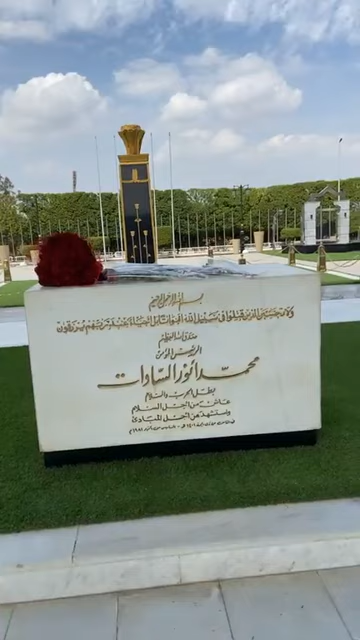 بسم الله الرحمن الرحيم
ولا تحسبن الذين قتلوا في سبيل الله أمواتا بل أحياء عند ربهم يرزقون
صدق الله العظيم
الرئيس المؤمن
محمد أنور السادات
بطل الحرب والسلام
عاش من أجل السلام
واستشهد من أجل المبادئ